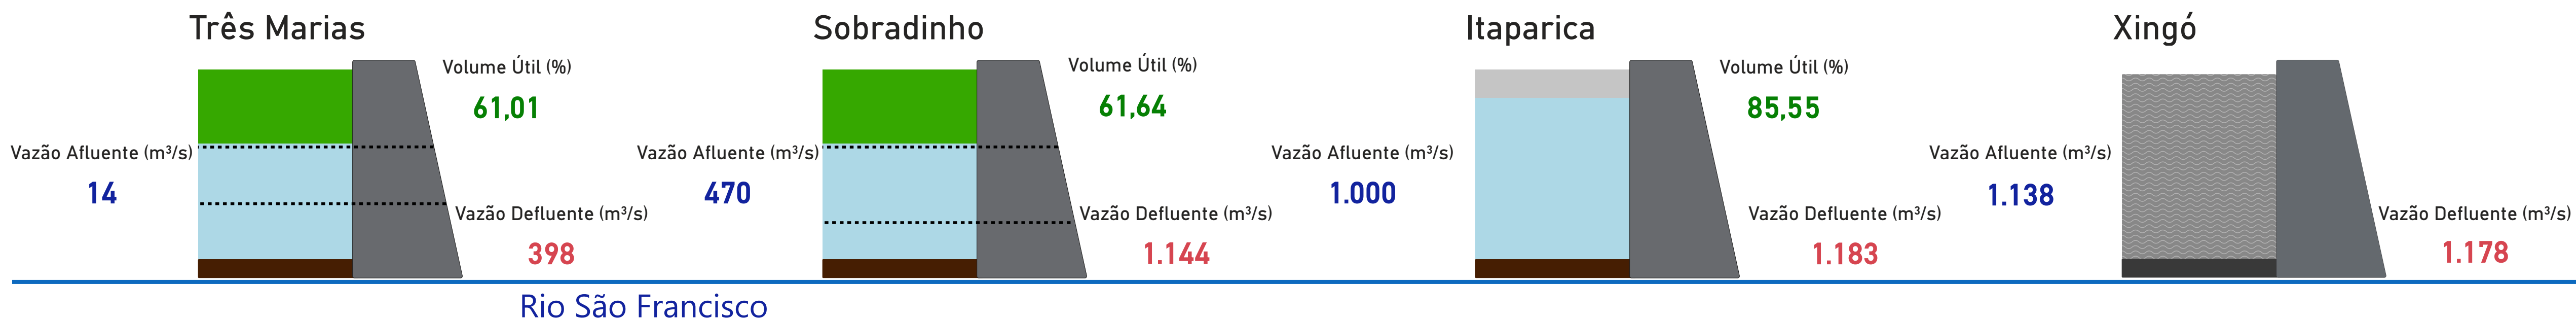 Três Marias
Volume Útil (%)
61,01
Vazão Afluente (m³/s)
14
Vazão Defluente (m³/s)
398
Sobradinho
Volume Útil (%)
61,64
Vazão Afluente (m³/s)
470
Vazão Defluente (m³/s)
1.144
Itaparica
Volume Útil (%)
85,55
Vazão Afluente (m³/s)
1.000
Vazão Defluente (m³/s)
1.183
Xingó
Vazão Afluente (m³/s)
1.138
Vazão Defluente (m³/s)
1.178
Rio São Francisco